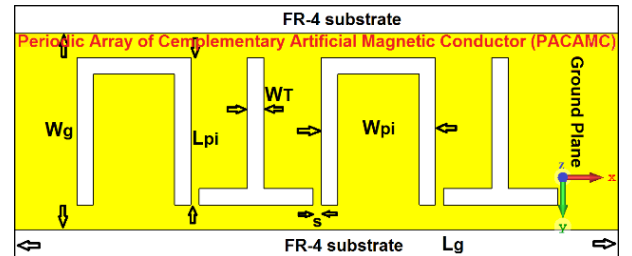 FR-4 substrate
Periodic Array of Cemplementary Artificial Magnetic Conductor (PACAMC)
Wg
Lpi
WT
Wpi
Ground Plane
z
x
y
s
FR-4 substrate
Lg